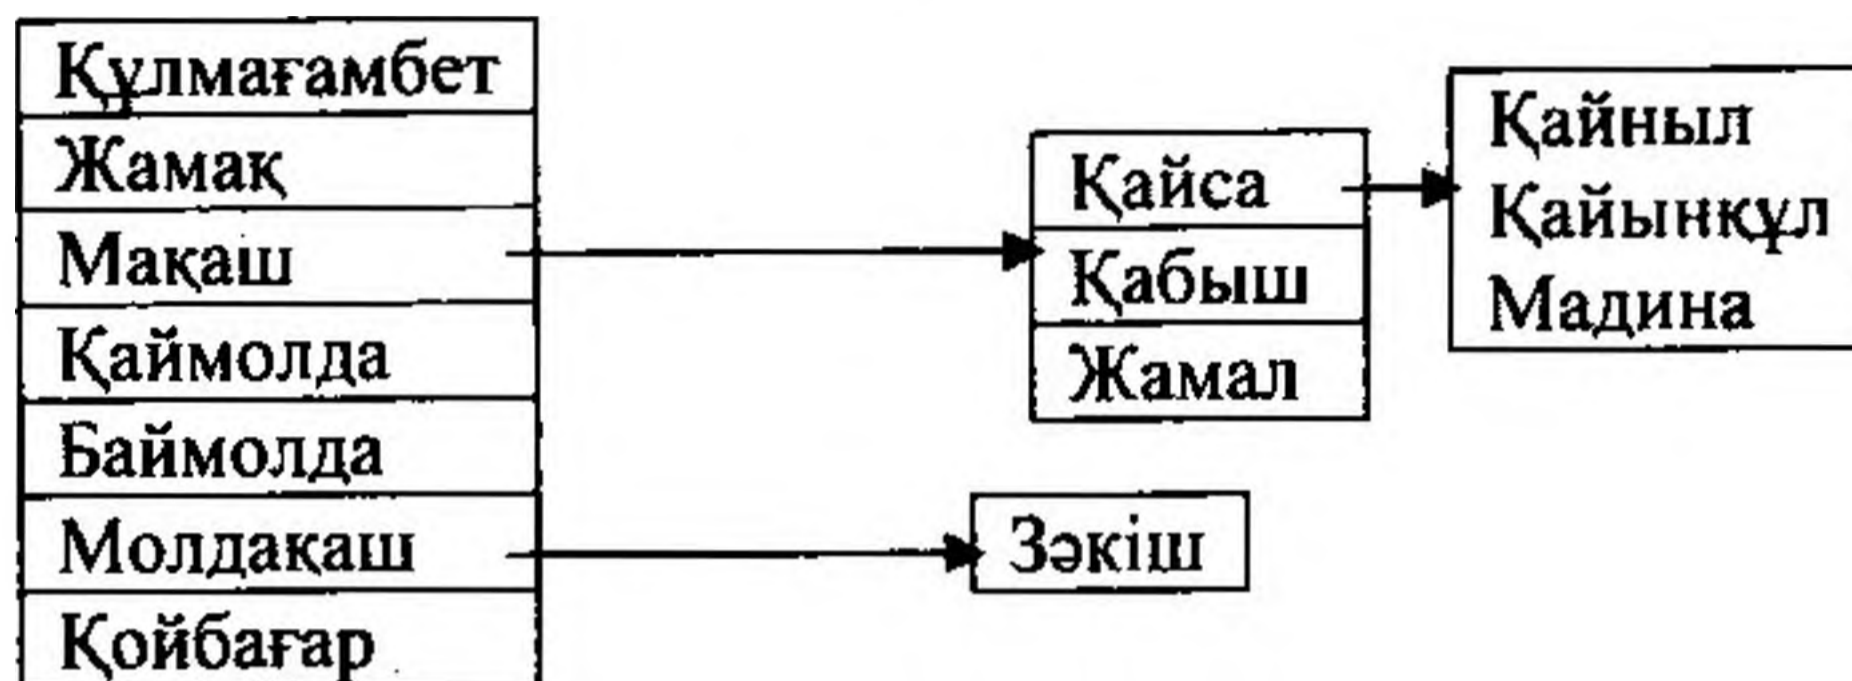 Құлмағамбет
Жамақ
Мақаш
Қаймолда
Баймолда
Молдақаш
Қойбағар
Қайса
Қабыш
Жамал
Зәкіш
Қайныл
Қайынқұл
Мадина